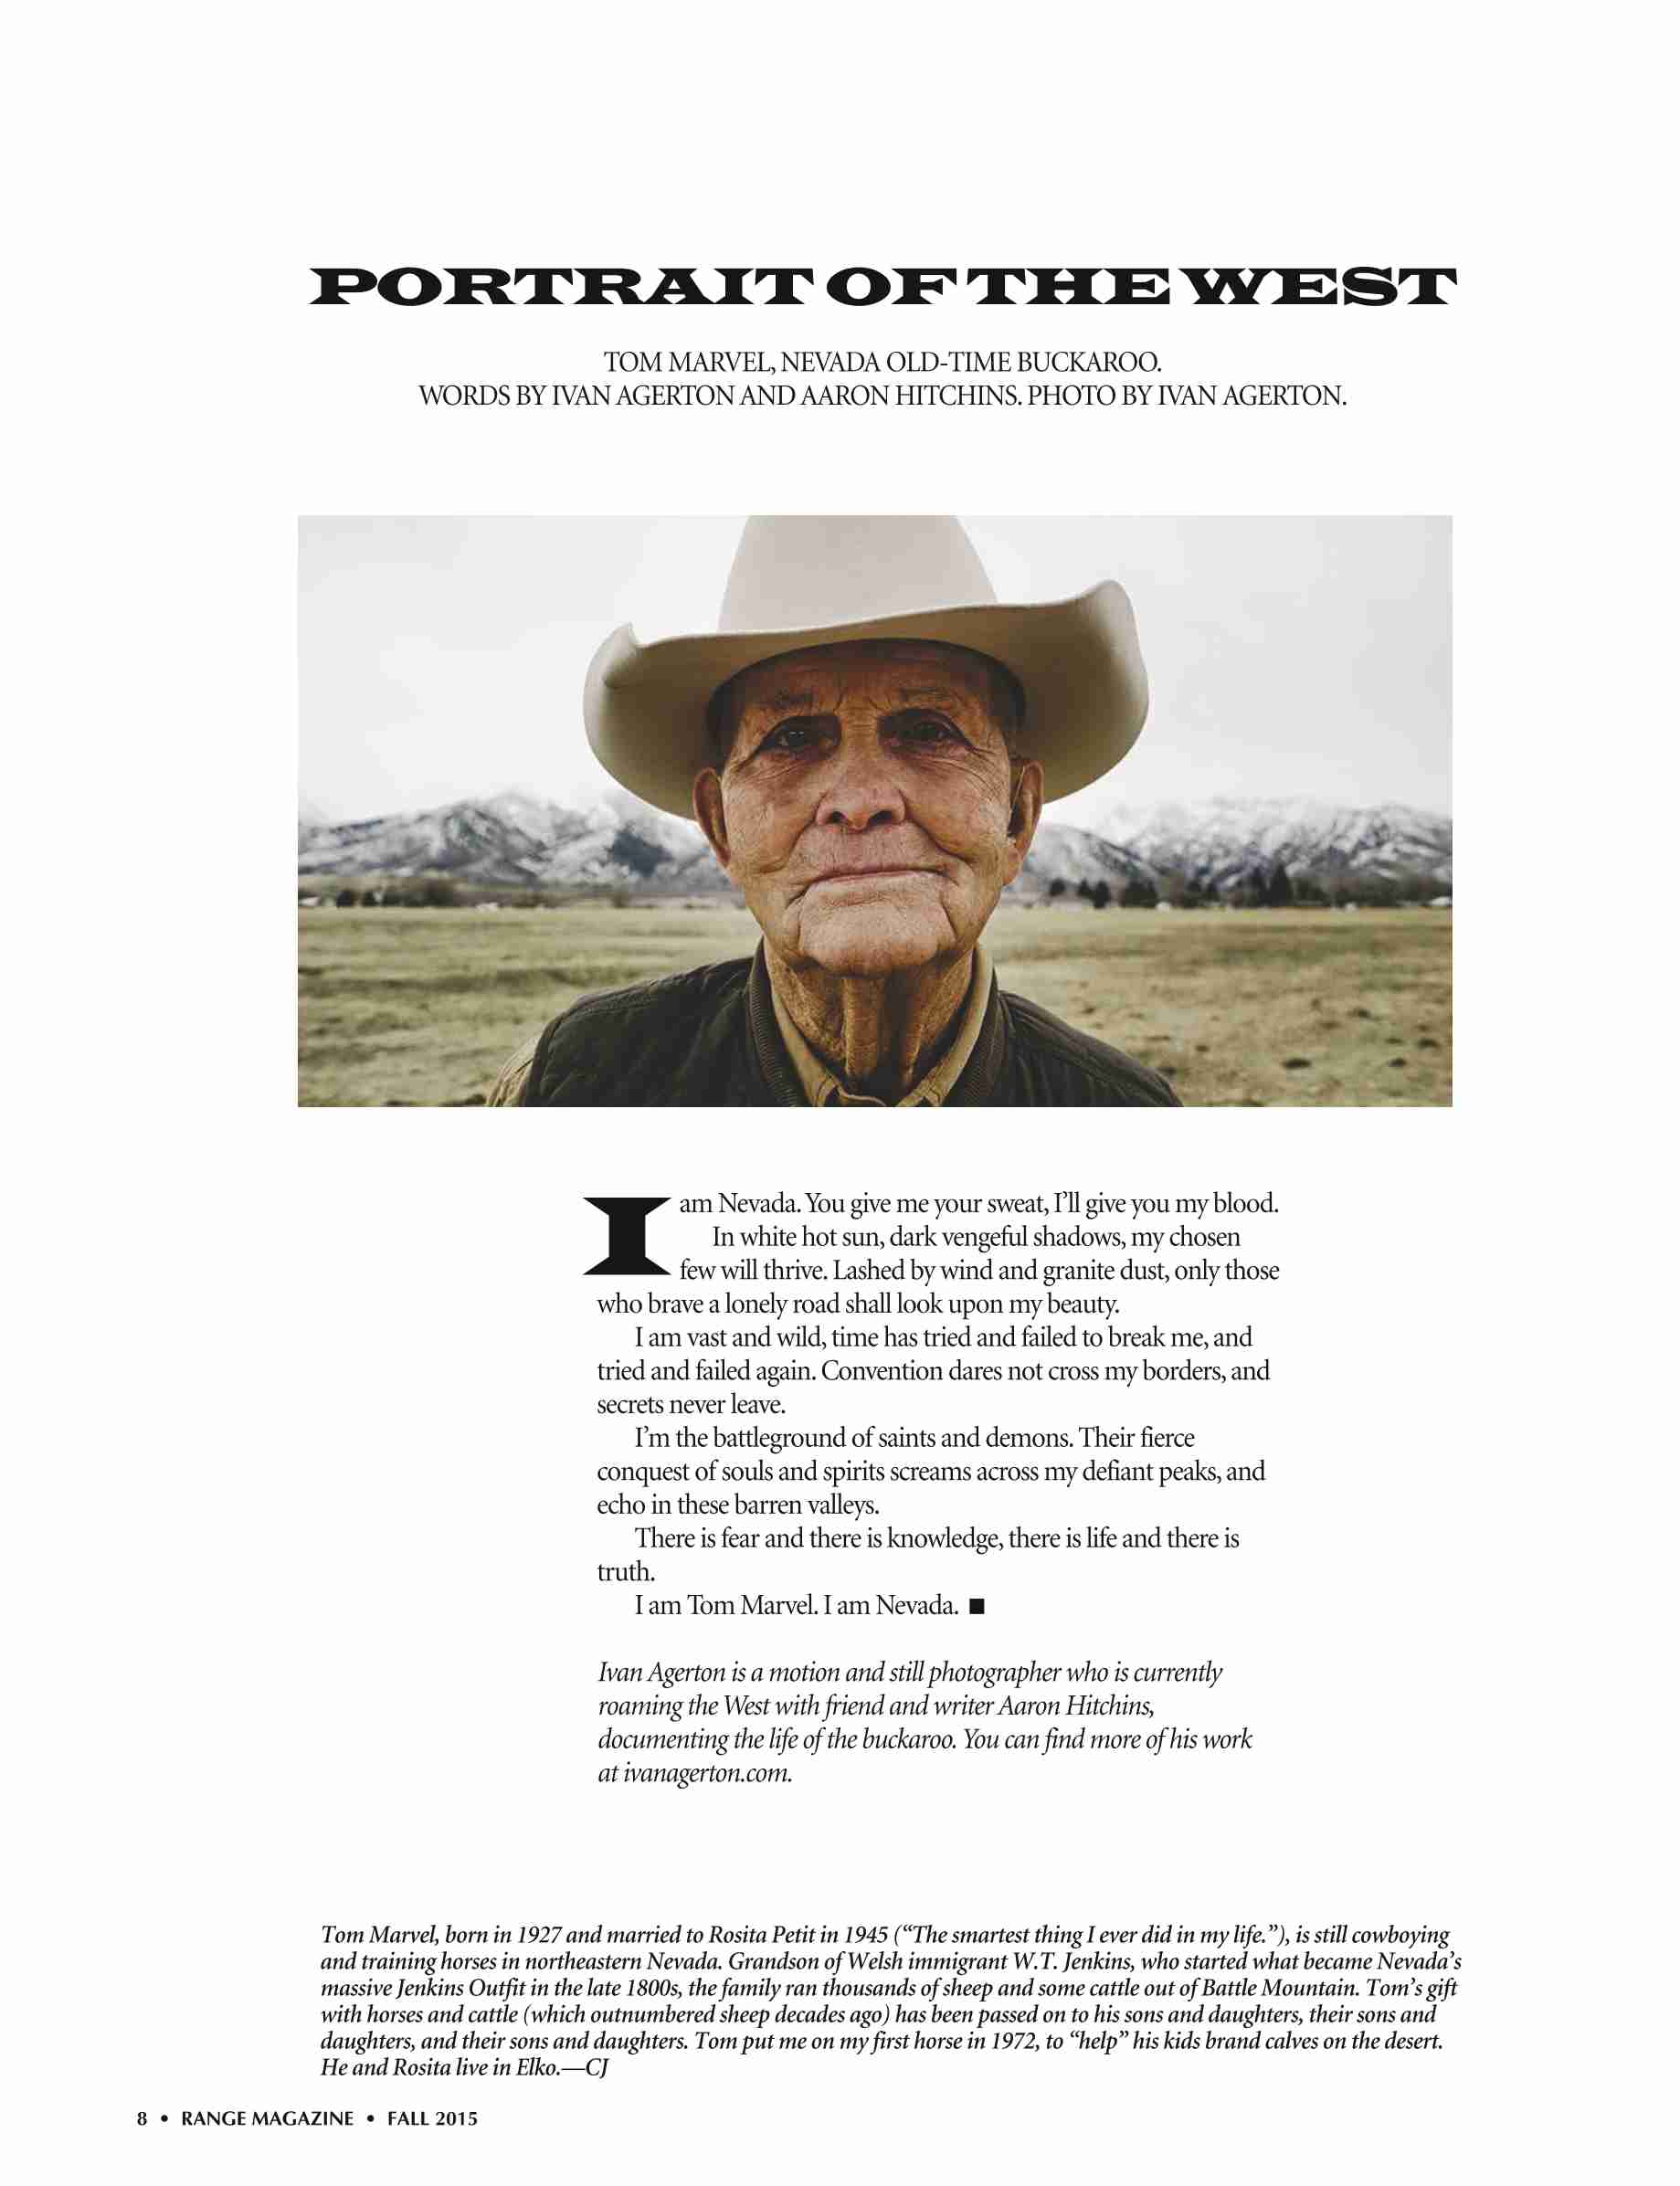 PORTRAIT OF THE WEST
TOM MARVEL, NEVADA OLD-TIME BUCKAROO.
WORDS BY IVAN AGERTON AND AARON HITCHINS. PHOTO BY IVAN AGERTON.
I am Nevada. You give me your sweat, I’ll give you my blood.
In white hot sun, dark vengeful shadows, my chosen
few will thrive. Lashed by wind and granite dust, only those
who brave a lonely road shall look upon my beauty.
I am vast and wild, time has tried and failed to break me, and
tried and failed again. Convention dares not cross my borders, and
secrets never leave.
I’m the battleground of saints and demons. Their fierce
conquest of souls and spirits screams across my defiant peaks, and
echo in these barren valleys.
There is fear and there is knowledge, there is life and there is
truth.
I am Tom Marvel. I am Nevada. ■
Ivan Agerton is a motion and still photographer who is currently
roaming the West with friend and writer Aaron Hitchins,
documenting the life of the buckaroo. You can find more of his work
at ivanagerton.com.
Tom Marvel, born in 1927 and married to Rosita Petit in 1945 (“The smartest thing I ever did in my life.”), is still cowboying
and training horses in northeastern Nevada. Grandson of Welsh immigrant W.T. Jenkins, who started what became Nevada’s
massive Jenkins Outfit in the late 1800s, the family ran thousands of sheep and some cattle out of Battle Mountain. Tom’s gift
with horses and cattle (which outnumbered sheep decades ago) has been passed on to his sons and daughters, their sons and
daughters, and their sons and daughters. Tom put me on my first horse in 1972, to “help” his kids brand calves on the desert.
He and Rosita live in Elko.—CJ
8 • RANGE MAGAZINE • FALL 2015